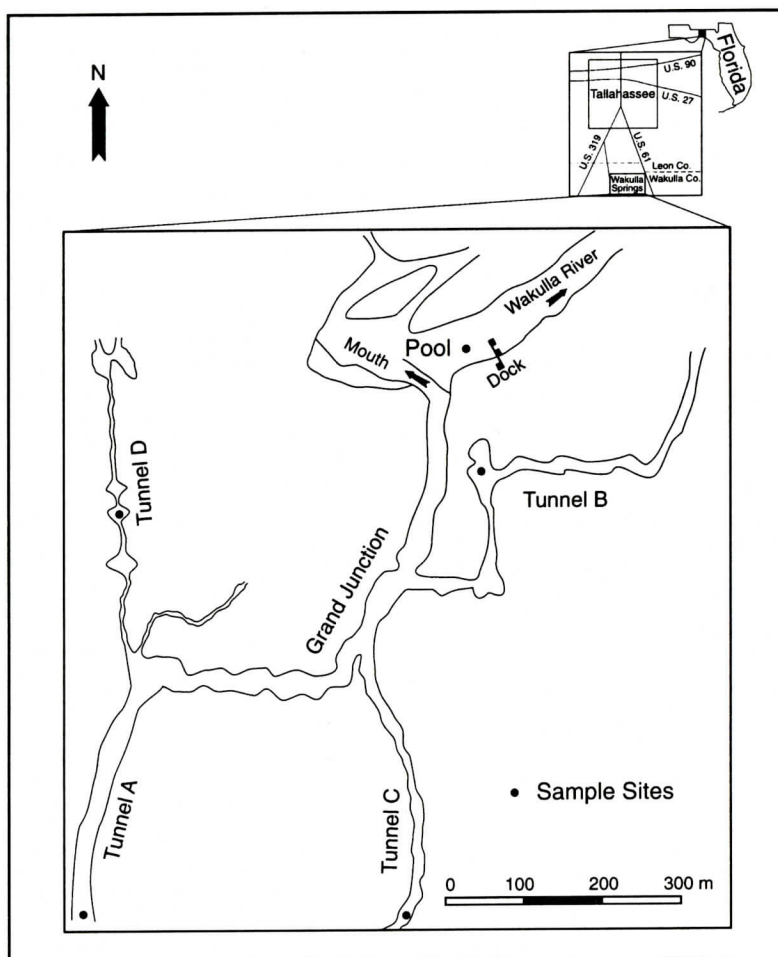 N
Florida
U.S. 90
Tallahassee
U.S. 27
U.S. 319
U.S. 61
Leon Co.
Wakulla Co.
Wakulla
Springs
Wakulla River
Mouth
Pool
Dock
Tunnel D
Tunnel B
Grand Junction
Tunnel A
Tunnel C
Sample Sites
0 100 200 300 m